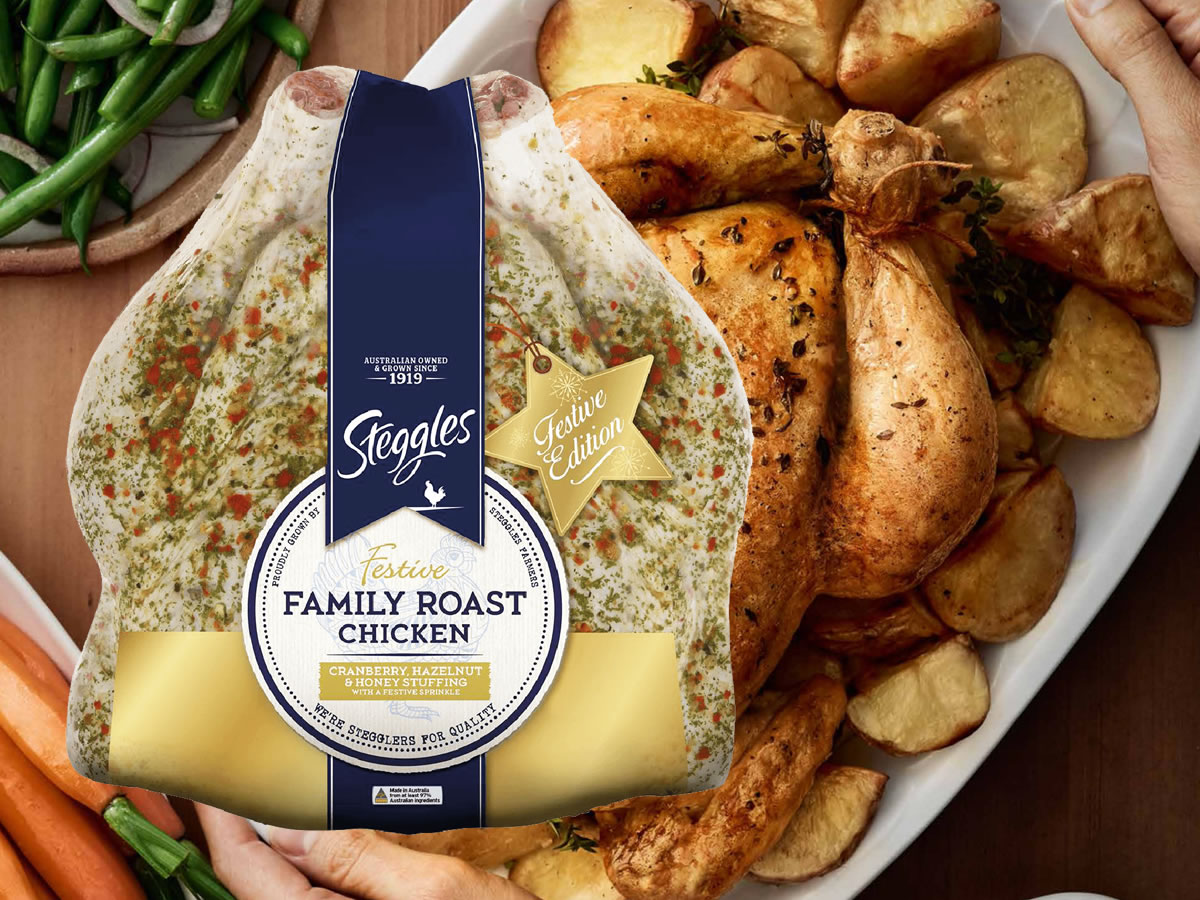 AUSTRALIAN OWNED
& GROWN SINCE
1919
Steggles
Festive
Edition
PROUDLY GROWN BY
STEGGLES FARMERS
Festive
FAMILY ROAST
CHICKEN
CRANBERRY, HAZELNUT
& HONEY STUFFING
WITH A FESTIVE SPRINKLE
WE'RE STEGGLERS FOR QUALITY
Made in Australia
from at least 97%
Australian ingredients